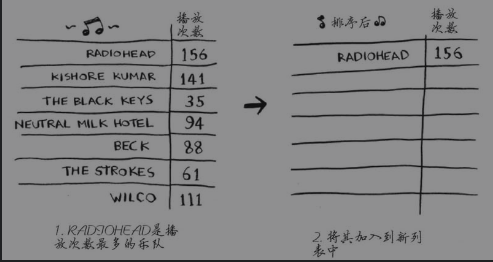 播放
次数
RADIOHEAD 156
KISHORE KUMAR 141
THE BLACK KEYS 35
NEUTRAL MILK HOTEL 94
BECK 88
THE STROKES 61
WILCO 111
1. RADIOHEAD是播
放次数最多的乐队
排序后
播放
次数
RADIOHEAD 156
2. 将其加入到新列
表中